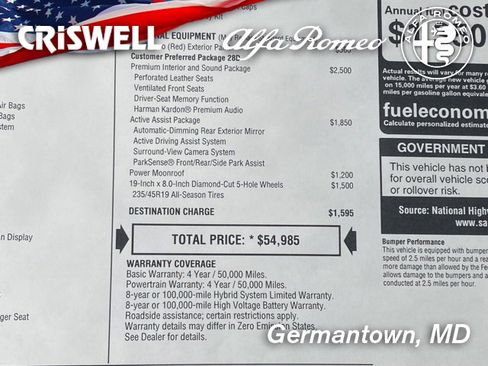 CRISWELL
Alfa Romeo
ALFA ROMEO
Caps
ty Kit
NAL EQUIPMENT
o (Red) Exterior Pa
Customer Preferred Package 28C
Premium Interior and Sound Package $2,500
Perforated Leather Seats
Ventilated Front Seats
Driver-Seat Memory Function
Harman Kardon® Premium Audio
Active Assist Package $1,850
Automatic-Dimming Rear Exterior Mirror
Active Driving Assist System
Surround-View Camera System
ParkSense® Front/Rear/Side Park Assist
Power Moonroof $1,200
19-Inch x 8.0-Inch Diamond-Cut 5-Hole Wheels $1,500
235/45R19 All-Season Tires
DESTINATION CHARGE $1,595
TOTAL PRICE: * $54,985
WARRANTY COVERAGE
Basic Warranty: 4 Year / 50,000 Miles.
Powertrain Warranty: 4 Year / 50,000 Miles.
8-year or 100,000-mile Hybrid System Limited Warranty.
8-year or 100,000-mile High Voltage Battery Warranty.
Roadside assistance; certain restrictions apply.
Warranty details may differ in Zero Emission States.
See Dealer for details.
Air Bags
Bags
stem
n Display
ger Seat
Annual fu cost
$
Actual results will vary for many re
vehicle. The average new vehicle g
on 15,000 miles per year at $3.60
miles per gasoline gallon equivale
fueleconom
Calculate personalized estimate
GOVERNMENT
This vehicle has not b
for overall vehicle sco
or rollover risk.
Source: National High
www.sa
Bumper Performance
This vehicle is equipped with bumper
speed of 2.5 miles per hour and a rea
more damage than allowed by the Fe
allows damage to the bumpers and a
conducted at 2.5 miles per hour.
Germantown, MD